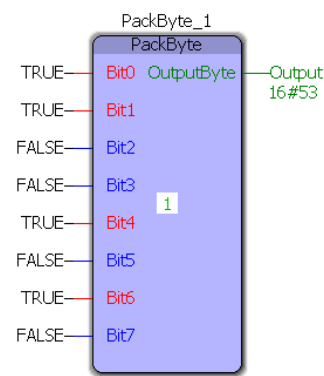 PackByte_1
PackByte
TRUE Bit0 OutputByte Output
16#53
TRUE Bit1
FALSE Bit2
FALSE Bit3
1
TRUE Bit4
FALSE Bit5
TRUE Bit6
FALSE Bit7